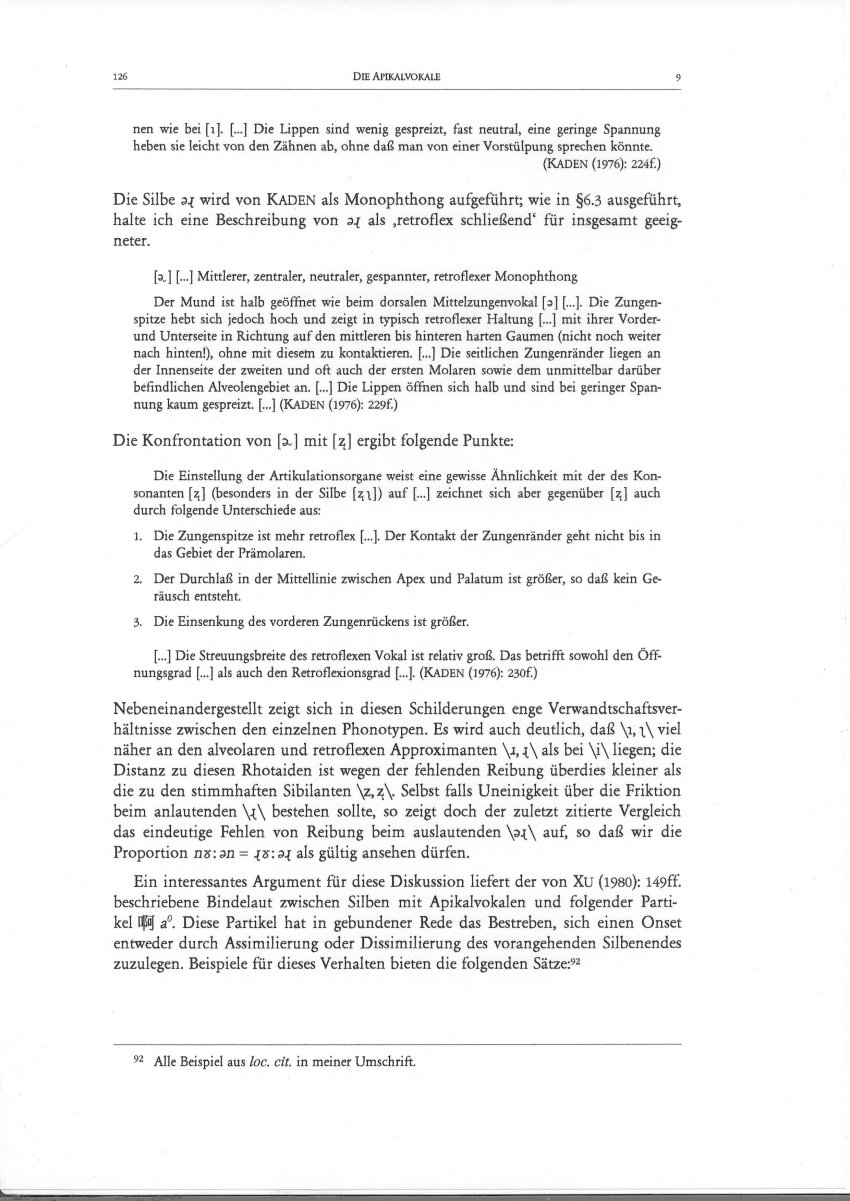 126
DIE APIKALVOKALE
9
nen wie bei [ɿ]. [...] Die Lippen sind wenig gespreizt, fast neutral, eine geringe Spannung
heben sie leicht von den Zähnen ab, ohne daß man von einer Vorstülpung sprechen könnte.
(KADEN (1976): 224f.)
Die Silbe əɻ wird von KADEN als Monophthong aufgeführt; wie in §6.3 ausgeführt,
halte ich eine Beschreibung von əɻ als ‚retroflex schließend‘ für insgesamt geeig-
neter.
[ɚ] [...] Mittlerer, zentraler, neutraler, gespannter, retroflexer Monophthong
Der Mund ist halb geöffnet wie beim dorsalen Mittelzungenvokal [ə] [...]. Die Zungen-
spitze hebt sich jedoch hoch und zeigt in typisch retroflexer Haltung [...] mit ihrer Vorder-
und Unterseite in Richtung auf den mittleren bis hinteren harten Gaumen (nicht noch weiter
nach hinten!), ohne mit diesem zu kontaktieren. [...] Die seitlichen Zungenränder liegen an
der Innenseite der zweiten und oft auch der ersten Molaren sowie dem unmittelbar darüber
befindlichen Alveolengebiet an. [...] Die Lippen öffnen sich halb und sind bei geringer Span-
nung kaum gespreizt. [...] (KADEN (1976): 229f.)
Die Konfrontation von [ɚ] mit [ʐ] ergibt folgende Punkte:
Die Einstellung der Artikulationsorgane weist eine gewisse Ähnlichkeit mit der des Kon-
sonanten [ʐ] (besonders in der Silbe [ʐʅ]) auf [...] zeichnet sich aber gegenüber [ʐ] auch
durch folgende Unterschiede aus:
1. Die Zungenspitze ist mehr retroflex [...]. Der Kontakt der Zungenränder geht nicht bis in
das Gebiet der Prämolaren.
2. Der Durchlaß in der Mittellinie zwischen Apex und Palatum ist größer, so daß kein Ge-
räusch entsteht.
3. Die Einsenkung des vorderen Zungenrückens ist größer.
[...] Die Streuungsbreite des retroflexen Vokal ist relativ groß. Das betrifft sowohl den Öff-
nungsgrad [...] als auch den Retroflexionsgrad [...]. (KADEN (1976): 230f.)
Nebeneinandergestellt zeigt sich in diesen Schilderungen enge Verwandtschaftsver-
hältnisse zwischen den einzelnen Phonotypen. Es wird auch deutlich, daß \ɿ, ʅ\ viel
näher an den alveolaren und retroflexen Approximanten \ɹ, ɻ\ als bei \i\ liegen; die
Distanz zu diesen Rhotaiden ist wegen der fehlenden Reibung überdies kleiner als
die zu den stimmhaften Sibilanten \z, ʐ\. Selbst falls Uneinigkeit über die Friktion
beim anlautenden \ɻ\ bestehen sollte, so zeigt doch der zuletzt zitierte Vergleich
das eindeutige Fehlen von Reibung beim auslautenden \əɻ\ auf, so daß wir die
Proportion nɤ : ən = ɻɤ : əɻ als gültig ansehen dürfen.
Ein interessantes Argument für diese Diskussion liefert der von XU (1980): 149ff.
beschriebene Bindelaut zwischen Silben mit Apikalvokalen und folgender Parti-
kel 啊 a⁰. Diese Partikel hat in gebundener Rede das Bestreben, sich einen Onset
entweder durch Assimilierung oder Dissimilierung des vorangehenden Silbenendes
zuzulegen. Beispiele für dieses Verhalten bieten die folgenden Sätze:⁹²
⁹² Alle Beispiel aus loc. cit. in meiner Umschrift.